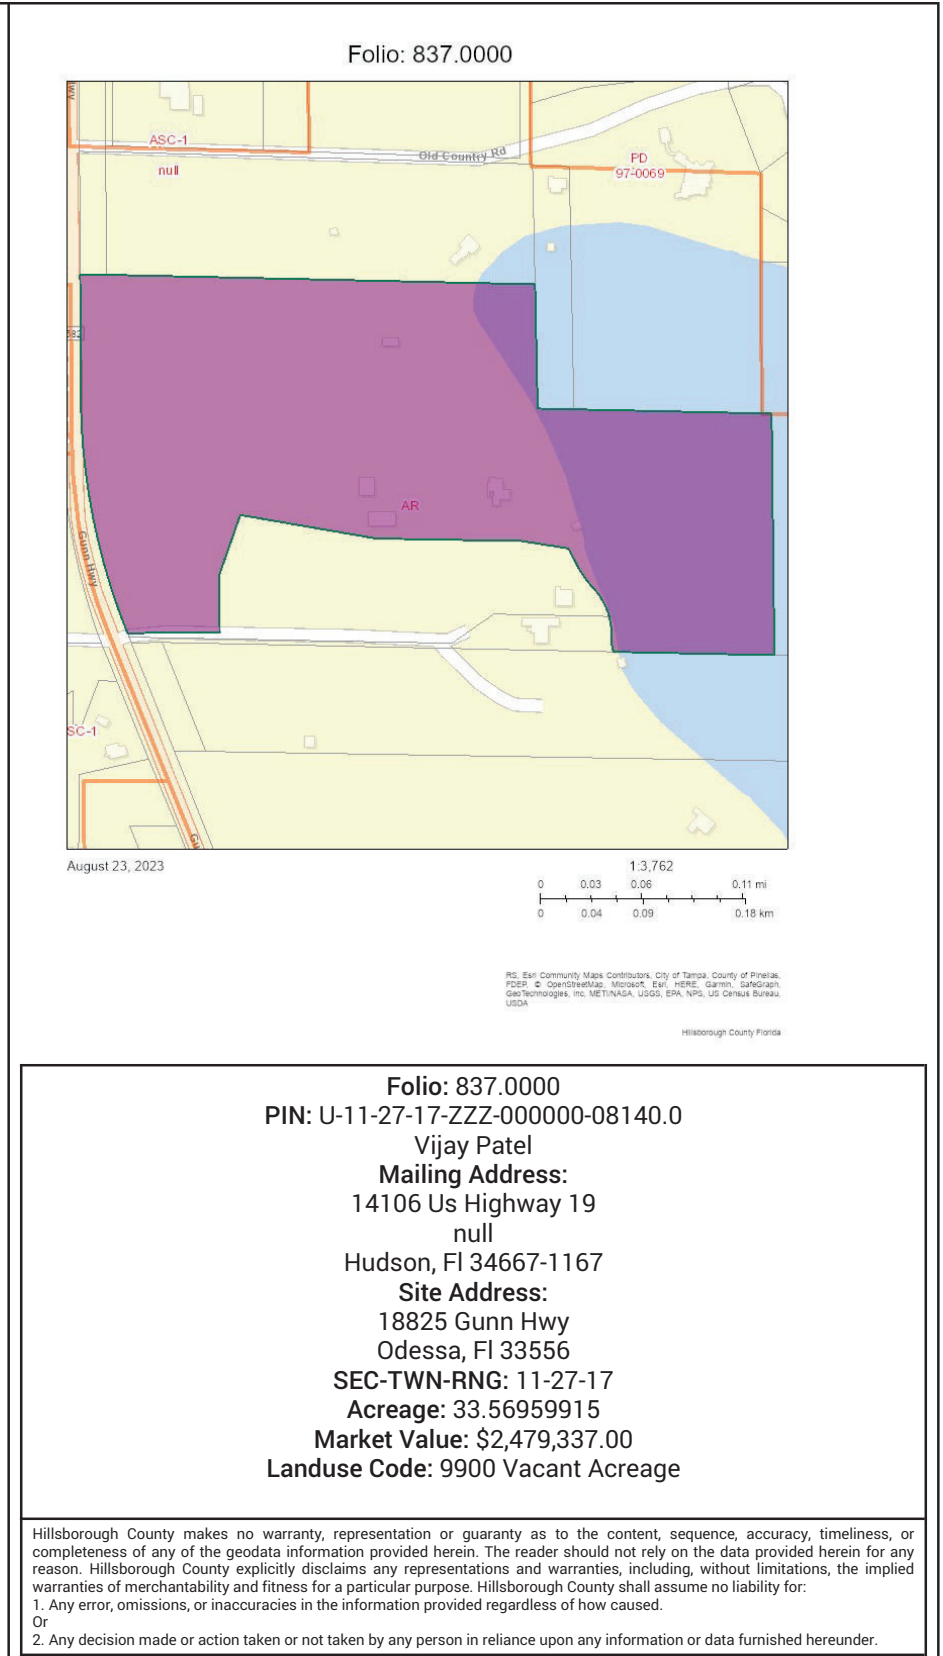 Folio: 837.0000
ASC-1
null
Old Country Rd
PD
97-0069
AR
Gunn Hwy
SC-1
Gu
August 23, 2023
1:3,762
0 0.03 0.06 0.11 mi
0 0.04 0.09 0.18 km
RS, Esri Community Maps Contributors, City of Tampa, County of Pinellas,
FDEP, © OpenStreetMap, Microsoft, Esri, HERE, Garmin, SafeGraph,
GeoTechnologies, Inc, METI/NASA, USGS, EPA, NPS, US Census Bureau,
USDA
Hillsborough County Florida
Folio: 837.0000
PIN: U-11-27-17-ZZZ-000000-08140.0
Vijay Patel
Mailing Address:
14106 Us Highway 19
null
Hudson, Fl 34667-1167
Site Address:
18825 Gunn Hwy
Odessa, Fl 33556
SEC-TWN-RNG: 11-27-17
Acreage: 33.56959915
Market Value: $2,479,337.00
Landuse Code: 9900 Vacant Acreage
Hillsborough County makes no warranty, representation or guaranty as to the content, sequence, accuracy, timeliness, or
completeness of any of the geodata information provided herein. The reader should not rely on the data provided herein for any
reason. Hillsborough County explicitly disclaims any representations and warranties, including, without limitations, the implied
warranties of merchantability and fitness for a particular purpose. Hillsborough County shall assume no liability for:
1. Any error, omissions, or inaccuracies in the information provided regardless of how caused.
Or
2. Any decision made or action taken or not taken by any person in reliance upon any information or data furnished hereunder.